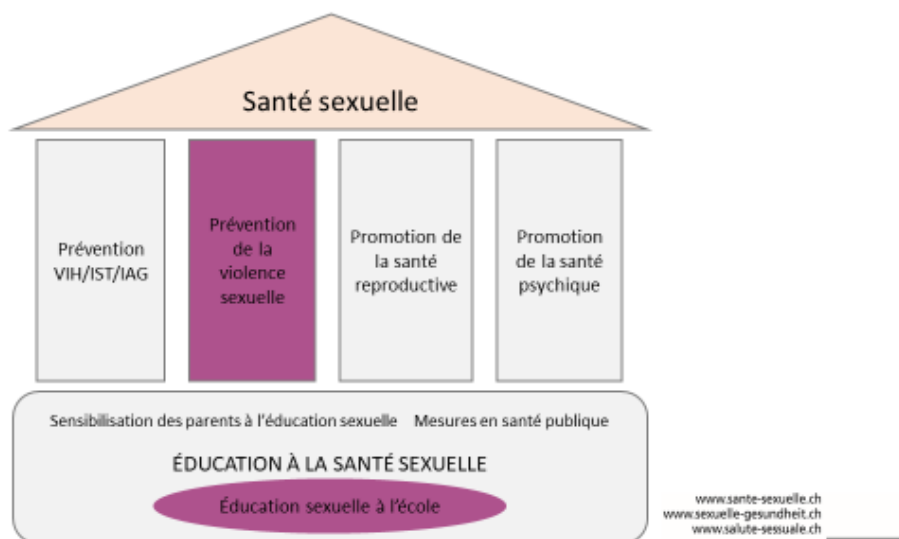 Santé sexuelle
Prévention
VIH/IST/IAG
Prévention
de la
violence
sexuelle
Promotion de
la santé
reproductive
Promotion
de la santé
psychique
Sensibilisation des parents à l'éducation sexuelle Mesures en santé publique
ÉDUCATION À LA SANTÉ SEXUELLE
Éducation sexuelle à l'école
www.sante-sexuelle.ch
www.sexuelle-gesundheit.ch
www.salute-sessuale.ch